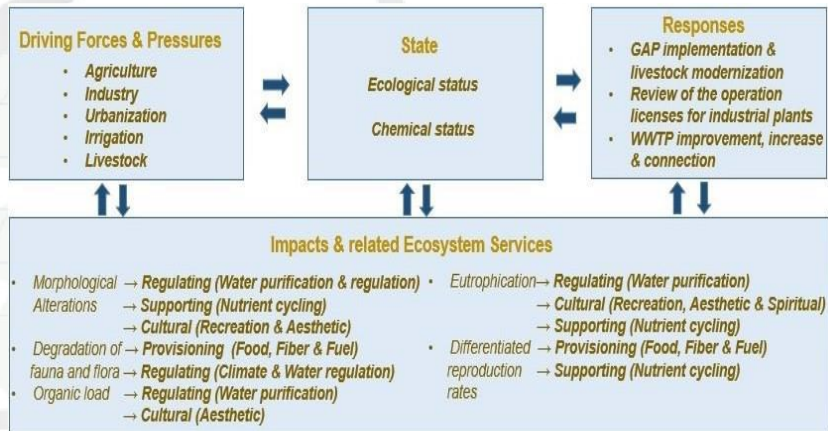 Driving Forces & Pressures
• Agriculture
• Industry
• Urbanization
• Irrigation
• Livestock
State
Ecological status
Chemical status
Responses
• GAP implementation &
livestock modernization
• Review of the operation
licenses for industrial plants
• WWTP improvement, increase
& connection
Impacts & related Ecosystem Services
• Morphological → Regulating (Water purification & regulation)
Alterations → Supporting (Nutrient cycling)
→ Cultural (Recreation & Aesthetic)
• Degradation of → Provisioning (Food, Fiber & Fuel)
fauna and flora → Regulating (Climate & Water regulation)
• Organic load → Regulating (Water purification)
→ Cultural (Aesthetic)
• Eutrophication → Regulating (Water purification)
→ Cultural (Recreation, Aesthetic & Spiritual)
→ Supporting (Nutrient cycling)
• Differentiated → Provisioning (Food, Fiber & Fuel)
reproduction → Supporting (Nutrient cycling)
rates